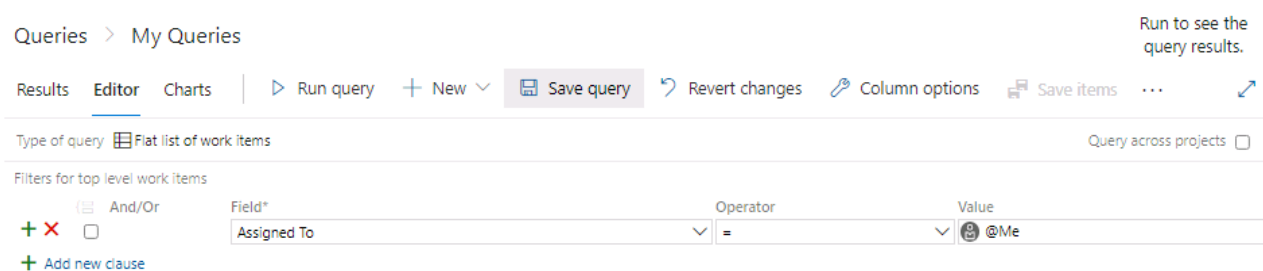 Queries > My Queries
Run to see the
query results.
Results Editor Charts Run query New Save query Revert changes Column options Save items ...
Type of query Flat list of work items Query across projects
Filters for top level work items
And/Or Field* Operator Value
Assigned To = @Me
Add new clause